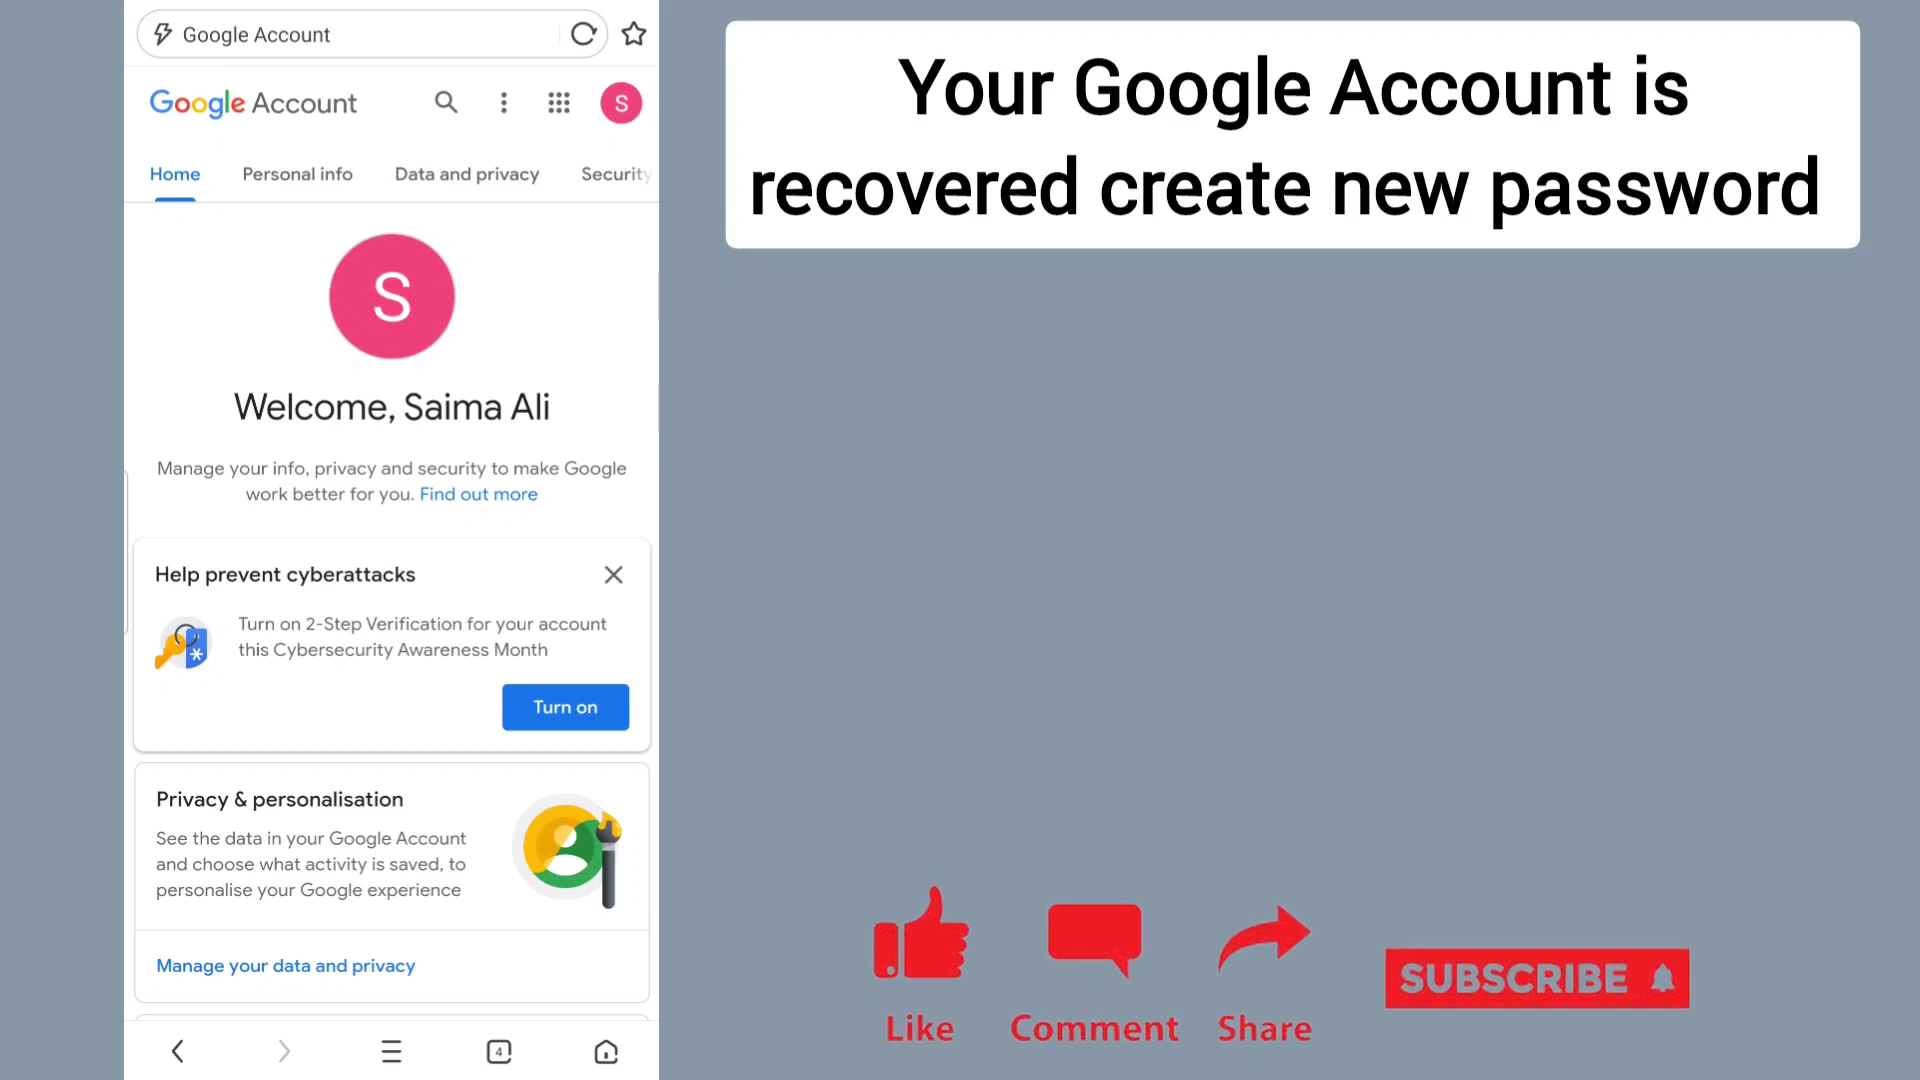 Google Account
Google Account
S
Home Personal info Data and privacy Security
S
Welcome, Saima Ali
Manage your info, privacy and security to make Google
work better for you. Find out more
Help prevent cyberattacks
Turn on 2-Step Verification for your account
this Cybersecurity Awareness Month
Turn on
Privacy & personalisation
See the data in your Google Account
and choose what activity is saved, to
personalise your Google experience
Manage your data and privacy
4
Your Google Account is
recovered create new password
Like Comment Share
SUBSCRIBE